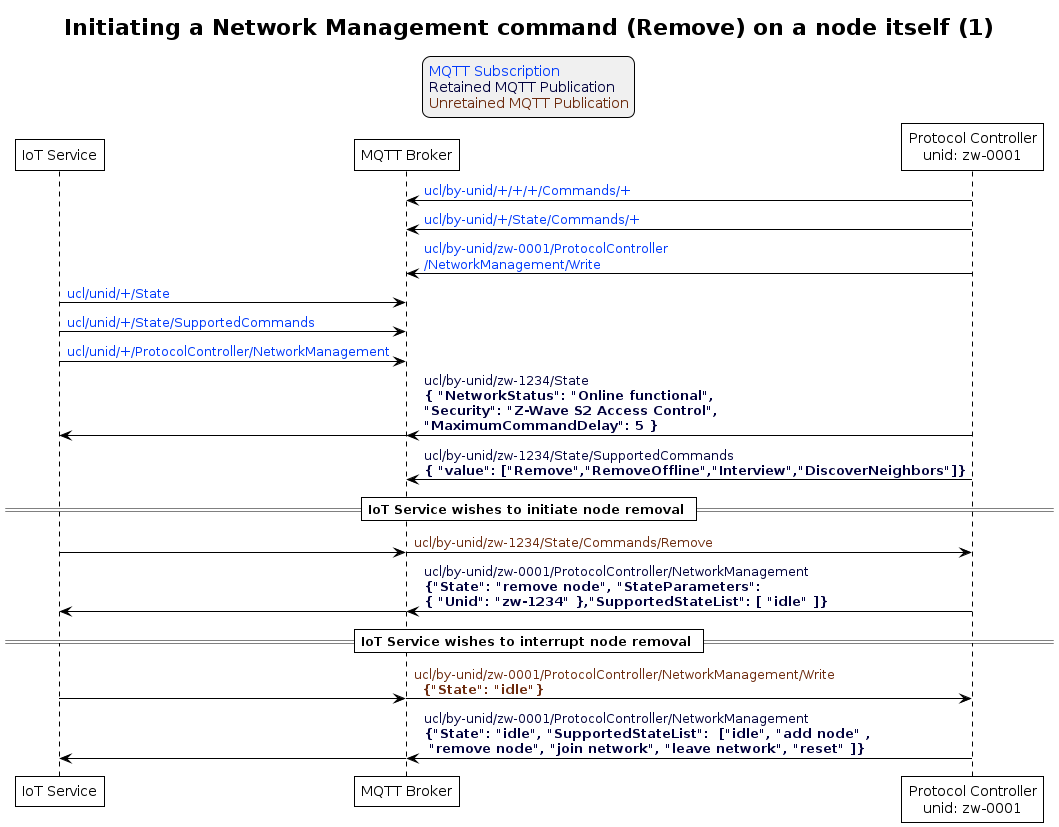 Initiating a Network Management command (Remove) on a node itself (1)
MQTT Subscription
Retained MQTT Publication
Unretained MQTT Publication
IoT Service
MQTT Broker
Protocol Controller
unid: zw-0001
ucl/by-unid/+/+/+/Commands/+
ucl/by-unid/+/State/Commands/+
ucl/by-unid/zw-0001/ProtocolController
/NetworkManagement/Write
ucl/unid/+/State
ucl/unid/+/State/SupportedCommands
ucl/unid/+/ProtocolController/NetworkManagement
ucl/by-unid/zw-1234/State
{ "NetworkStatus": "Online functional",
"Security": "Z-Wave S2 Access Control",
"MaximumCommandDelay": 5 }
ucl/by-unid/zw-1234/State/SupportedCommands
{ "value": ["Remove","RemoveOffline","Interview","DiscoverNeighbors"]}
IoT Service wishes to initiate node removal
ucl/by-unid/zw-1234/State/Commands/Remove
ucl/by-unid/zw-0001/ProtocolController/NetworkManagement
{"State": "remove node", "StateParameters":
{ "Unid": "zw-1234" },"SupportedStateList": [ "idle" ]}
IoT Service wishes to interrupt node removal
ucl/by-unid/zw-0001/ProtocolController/NetworkManagement/Write
{"State": "idle"}
ucl/by-unid/zw-0001/ProtocolController/NetworkManagement
{"State": "idle", "SupportedStateList":  ["idle", "add node" ,
"remove node", "join network", "leave network", "reset" ]}
IoT Service
MQTT Broker
Protocol Controller
unid: zw-0001